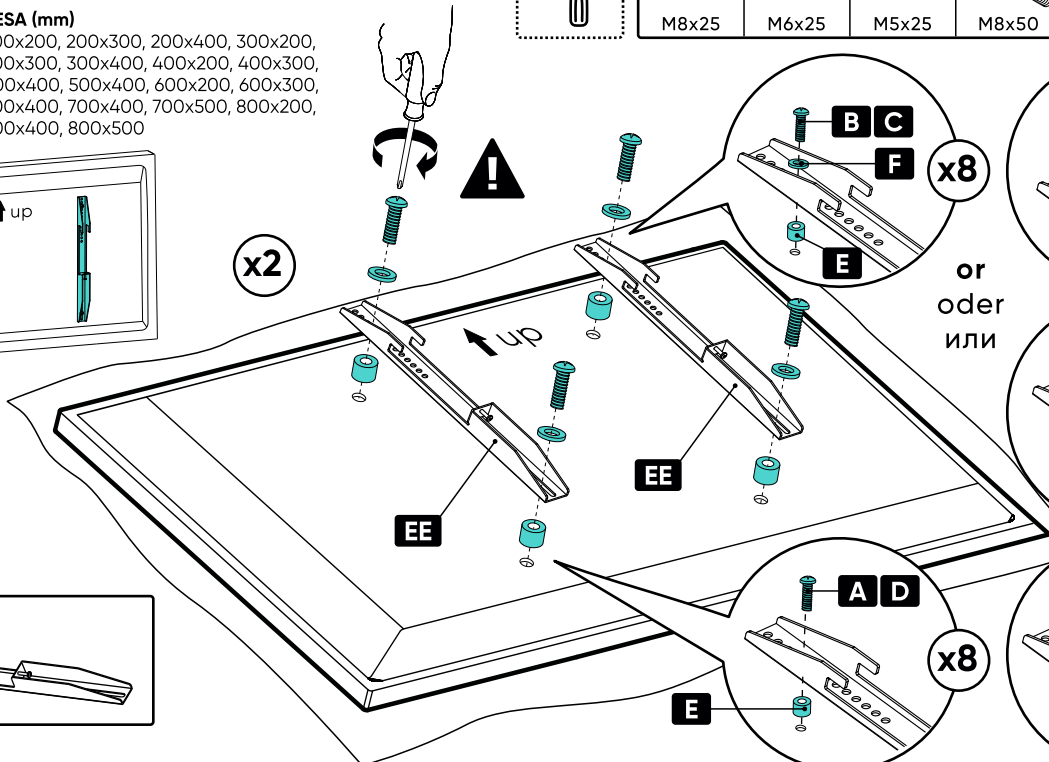 ESA (mm)
00x200, 200x300, 200x400, 300x200,
00x300, 300x400, 400x200, 400x300,
00x400, 500x400, 600x200, 600x300,
00x400, 700x400, 700x500, 800x200,
00x400, 800x500
M8x25
M6x25
M5x25
M8x50
B C
F
x8
E
up
x2
!
or
oder
или
up
EE
EE
A D
x8
E